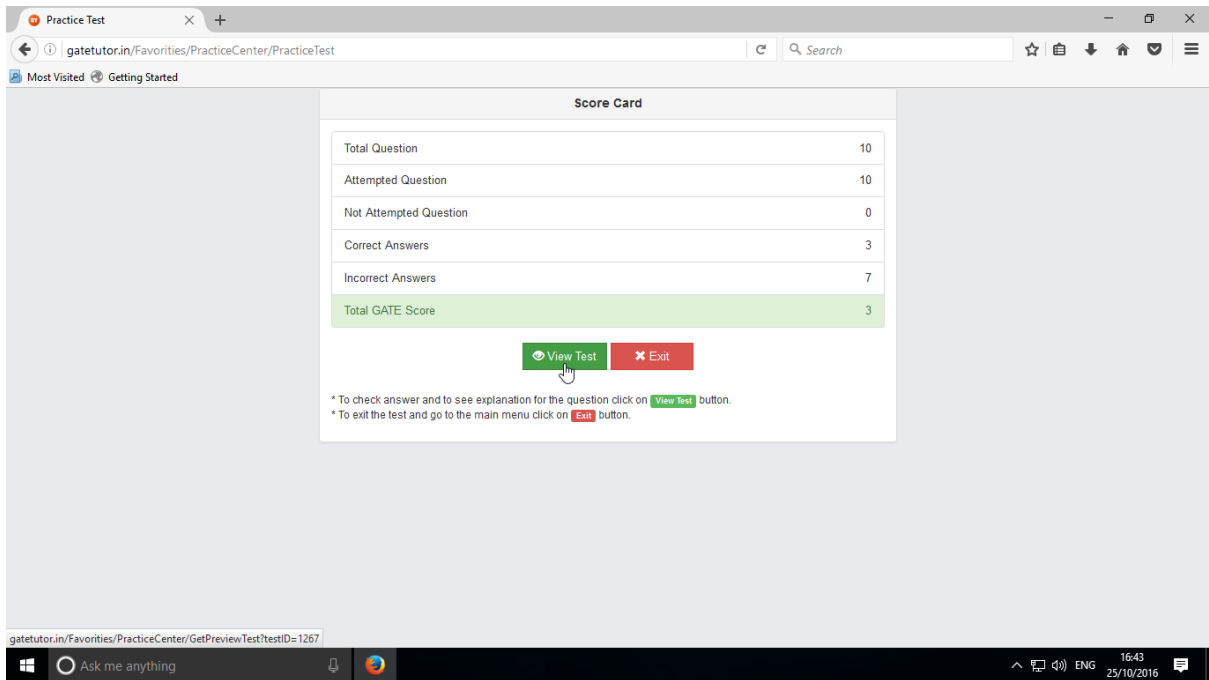 Practice Test
gatetutor.in/Favorities/PracticeCenter/PracticeTest
Search
Most Visited Getting Started
Score Card
Total Question 10
Attempted Question 10
Not Attempted Question 0
Correct Answers 3
Incorrect Answers 7
Total GATE Score 3
View Test Exit
* To check answer and to see explanation for the question click on View Test button.
* To exit the test and go to the main menu click on Exit button.
gatetutor.in/Favorities/PracticeCenter/GetPreviewTest?testID=1267
Ask me anything
ENG
16:43
25/10/2016